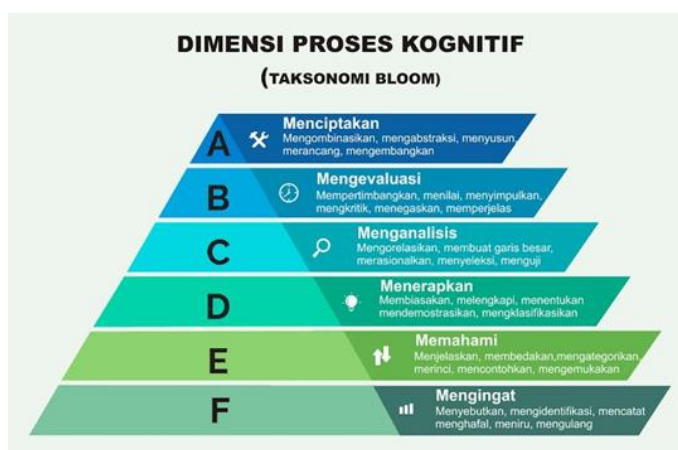 DIMENSI PROSES KOGNITIF
(TAKSONOMI BLOOM)
A
Menciptakan
Mengombinasikan, mengabstraksi, menyusun,
merancang, mengembangkan
B
Mengevaluasi
Mempertimbangkan, menilai, menyimpulkan,
mengkritik, menegaskan, memperjelas
C
Menganalisis
Mengorelasikan, membuat garis besar,
merasionalkan, menyeleksi, menguji
D
Menerapkan
Membiasakan, melengkapi, menentukan
mendemostrasikan, mengklasifikasikan
E
Memahami
Menjelaskan, membedakan,mengategorikan,
merinci, mencontohkan, mengemukakan
F
Mengingat
Menyebutkan, mengidentifikasi, mencatat
menghafal, meniru, mengulang